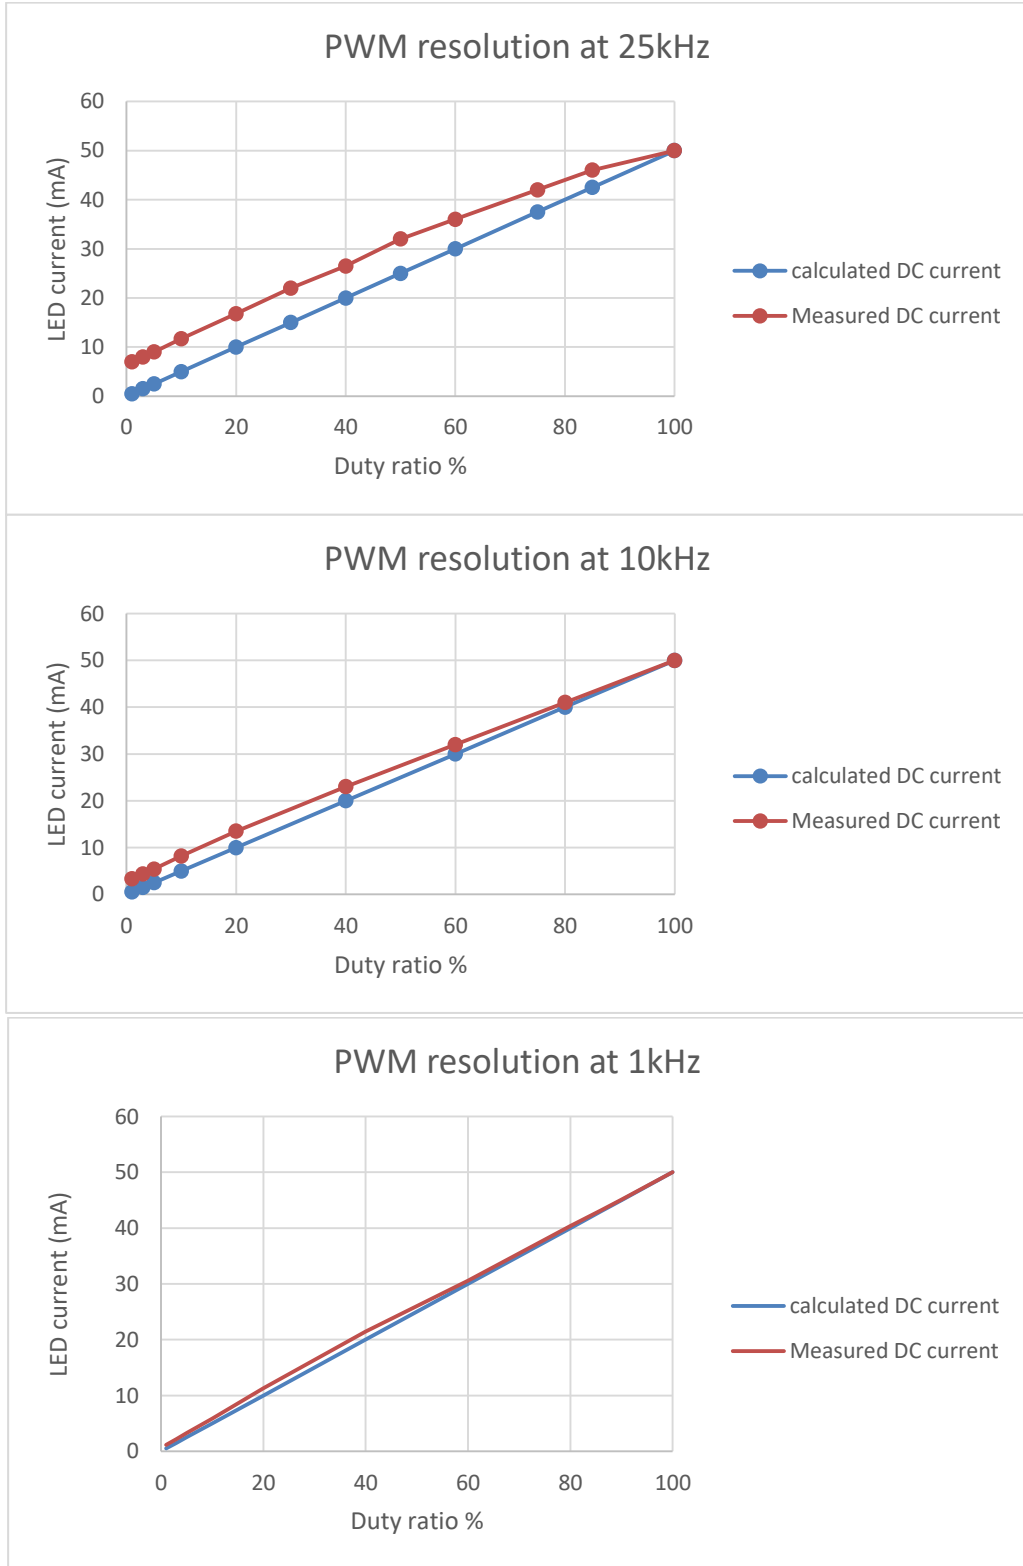 PWM resolution at 25kHz
60
50
40
30
20
10
0
0 20 40 60 80 100
LED current (mA)
Duty ratio %
calculated DC current
Measured DC current
PWM resolution at 10kHz
60
50
40
30
20
10
0
0 20 40 60 80 100
LED current (mA)
Duty ratio %
calculated DC current
Measured DC current
PWM resolution at 1kHz
60
50
40
30
20
10
0
0 20 40 60 80 100
LED current (mA)
Duty ratio %
calculated DC current
Measured DC current